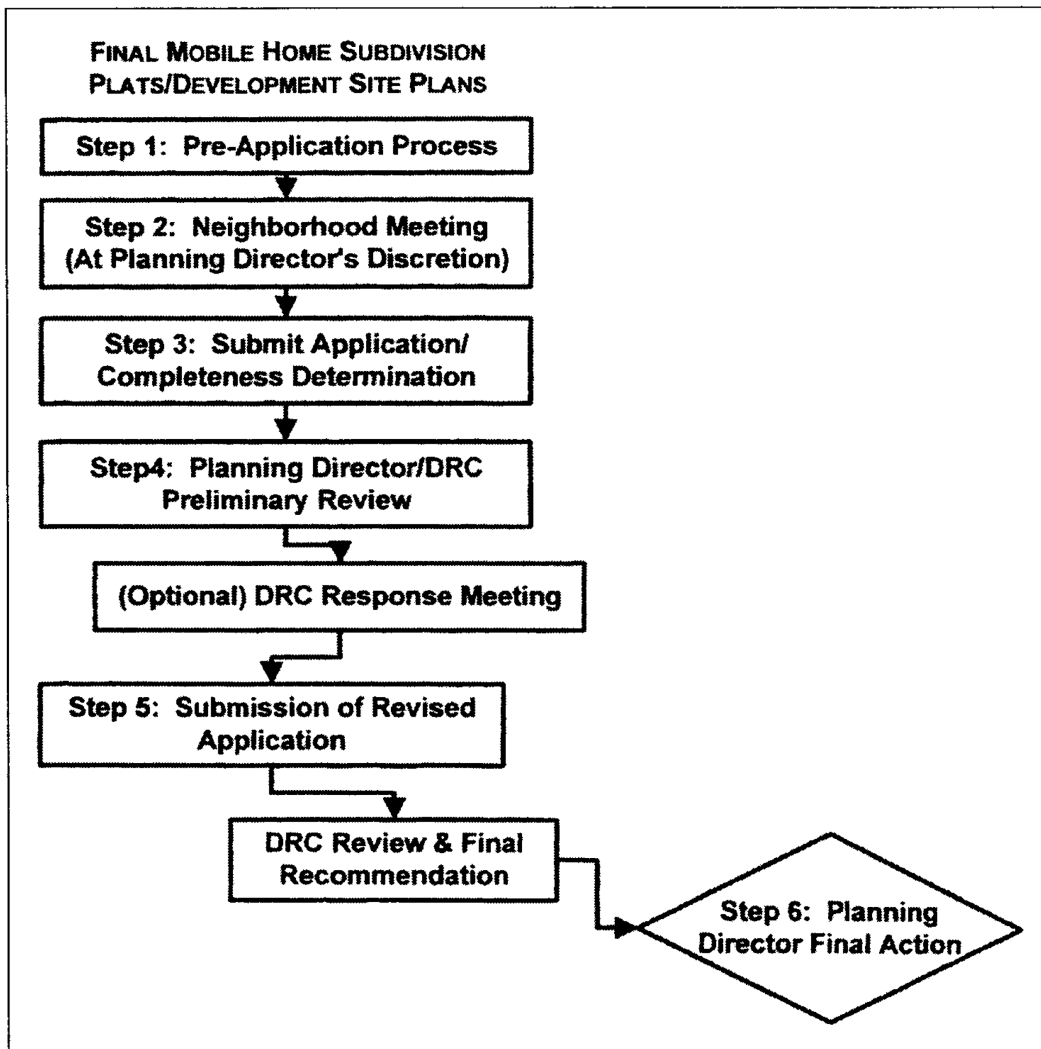 FINAL MOBILE HOME SUBDIVISION
PLATS/DEVELOPMENT SITE PLANS
Step 1: Pre-Application Process
Step 2: Neighborhood Meeting
(At Planning Director's Discretion)
Step 3: Submit Application/
Completeness Determination
Step4: Planning Director/DRC
Preliminary Review
(Optional) DRC Response Meeting
Step 5: Submission of Revised
Application
DRC Review & Final
Recommendation
Step 6: Planning
Director Final Action